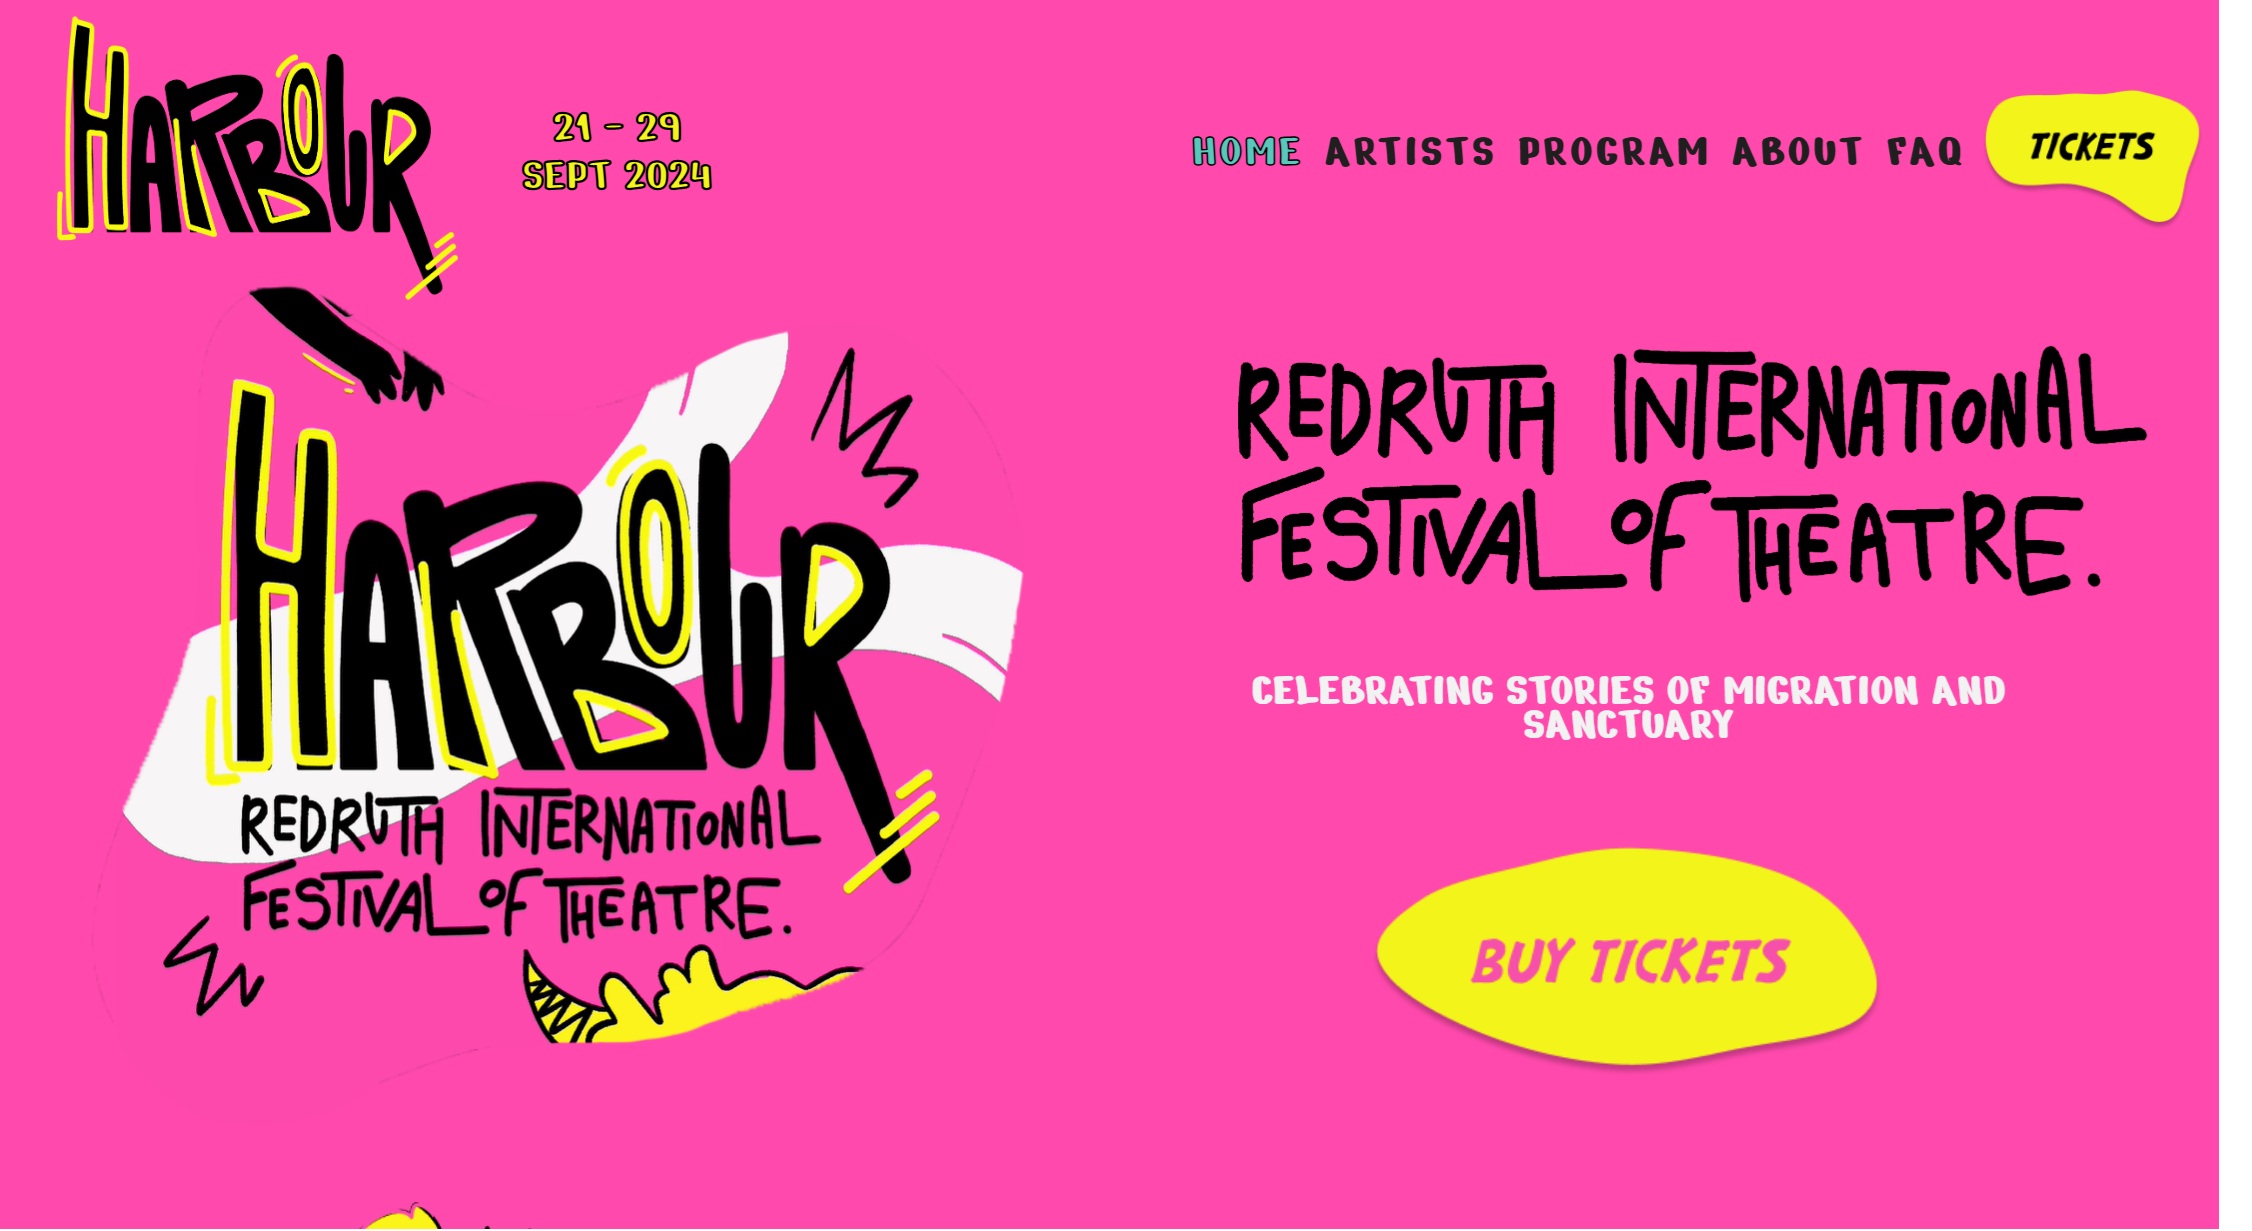 HARBOUR
21 - 29
SEPT 2024
HOME ARTISTS PROGRAM ABOUT FAQ
TICKETS
HARBOUR
REDRUTH INTERNATIONAL
FESTIVAL OF THEATRE.
REDRUTH INTERNATIONAL
FESTIVAL OF THEATRE.
CELEBRATING STORIES OF MIGRATION AND
SANCTUARY
BUY TICKETS